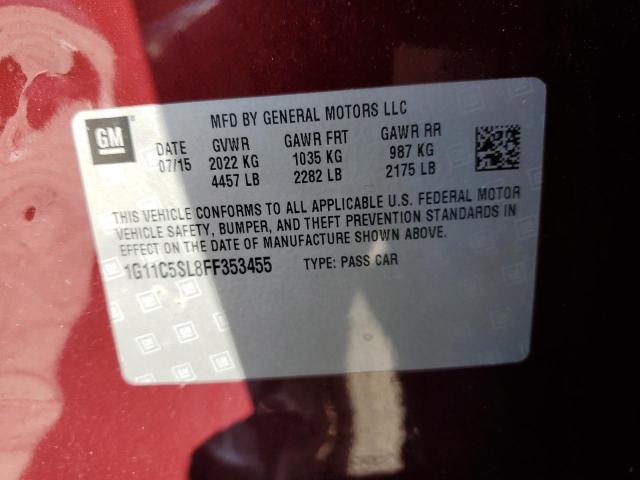 GM
MFD BY GENERAL MOTORS LLC
DATE GVWR GAWR FRT GAWR RR
07/15 2022 KG 1035 KG 987 KG
4457 LB 2282 LB 2175 LB
THIS VEHICLE CONFORMS TO ALL APPLICABLE U.S. FEDERAL MOTOR
VEHICLE SAFETY, BUMPER, AND THEFT PREVENTION STANDARDS IN
EFFECT ON THE DATE OF MANUFACTURE SHOWN ABOVE.
1G11C5SL8FF353455 TYPE: PASS CAR